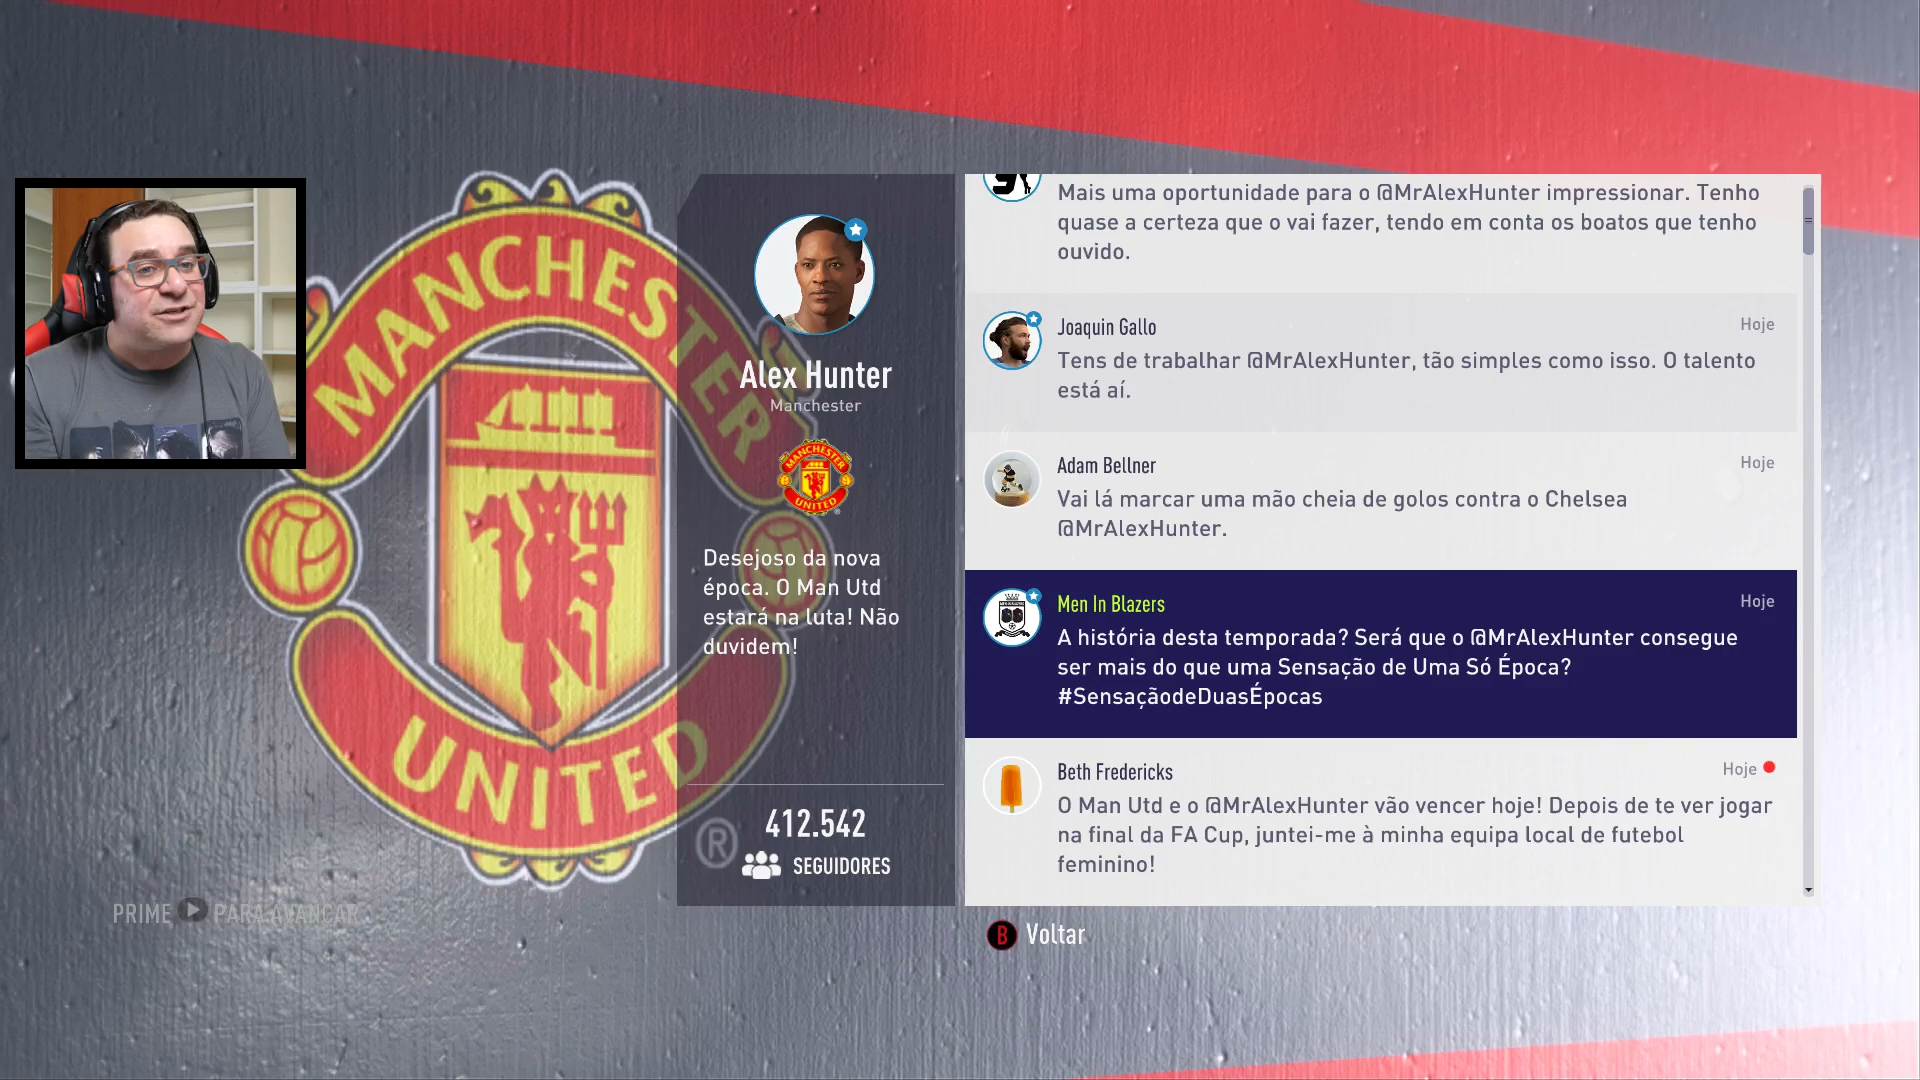 MANCHESTER
UNITED
®
Alex Hunter
Manchester
MANCHESTER
UNITED
Desejoso da nova
época. O Man Utd
estará na luta! Não
duvidem!
412.542
SEGUIDORES
Mais uma oportunidade para o @MrAlexHunter impressionar. Tenho
quase a certeza que o vai fazer, tendo em conta os boatos que tenho
ouvido.
Joaquin Gallo
Hoje
Tens de trabalhar @MrAlexHunter, tão simples como isso. O talento
está aí.
Adam Bellner
Hoje
Vai lá marcar uma mão cheia de golos contra o Chelsea
@MrAlexHunter.
MEN IN BLAZERS
Men In Blazers
Hoje
A história desta temporada? Será que o @MrAlexHunter consegue
ser mais do que uma Sensação de Uma Só Época?
#SensaçãodeDuasÉpocas
Beth Fredericks
Hoje
O Man Utd e o @MrAlexHunter vão vencer hoje! Depois de te ver jogar
na final da FA Cup, juntei-me à minha equipa local de futebol
feminino!
PRIME PARA AVANÇAR
B Voltar